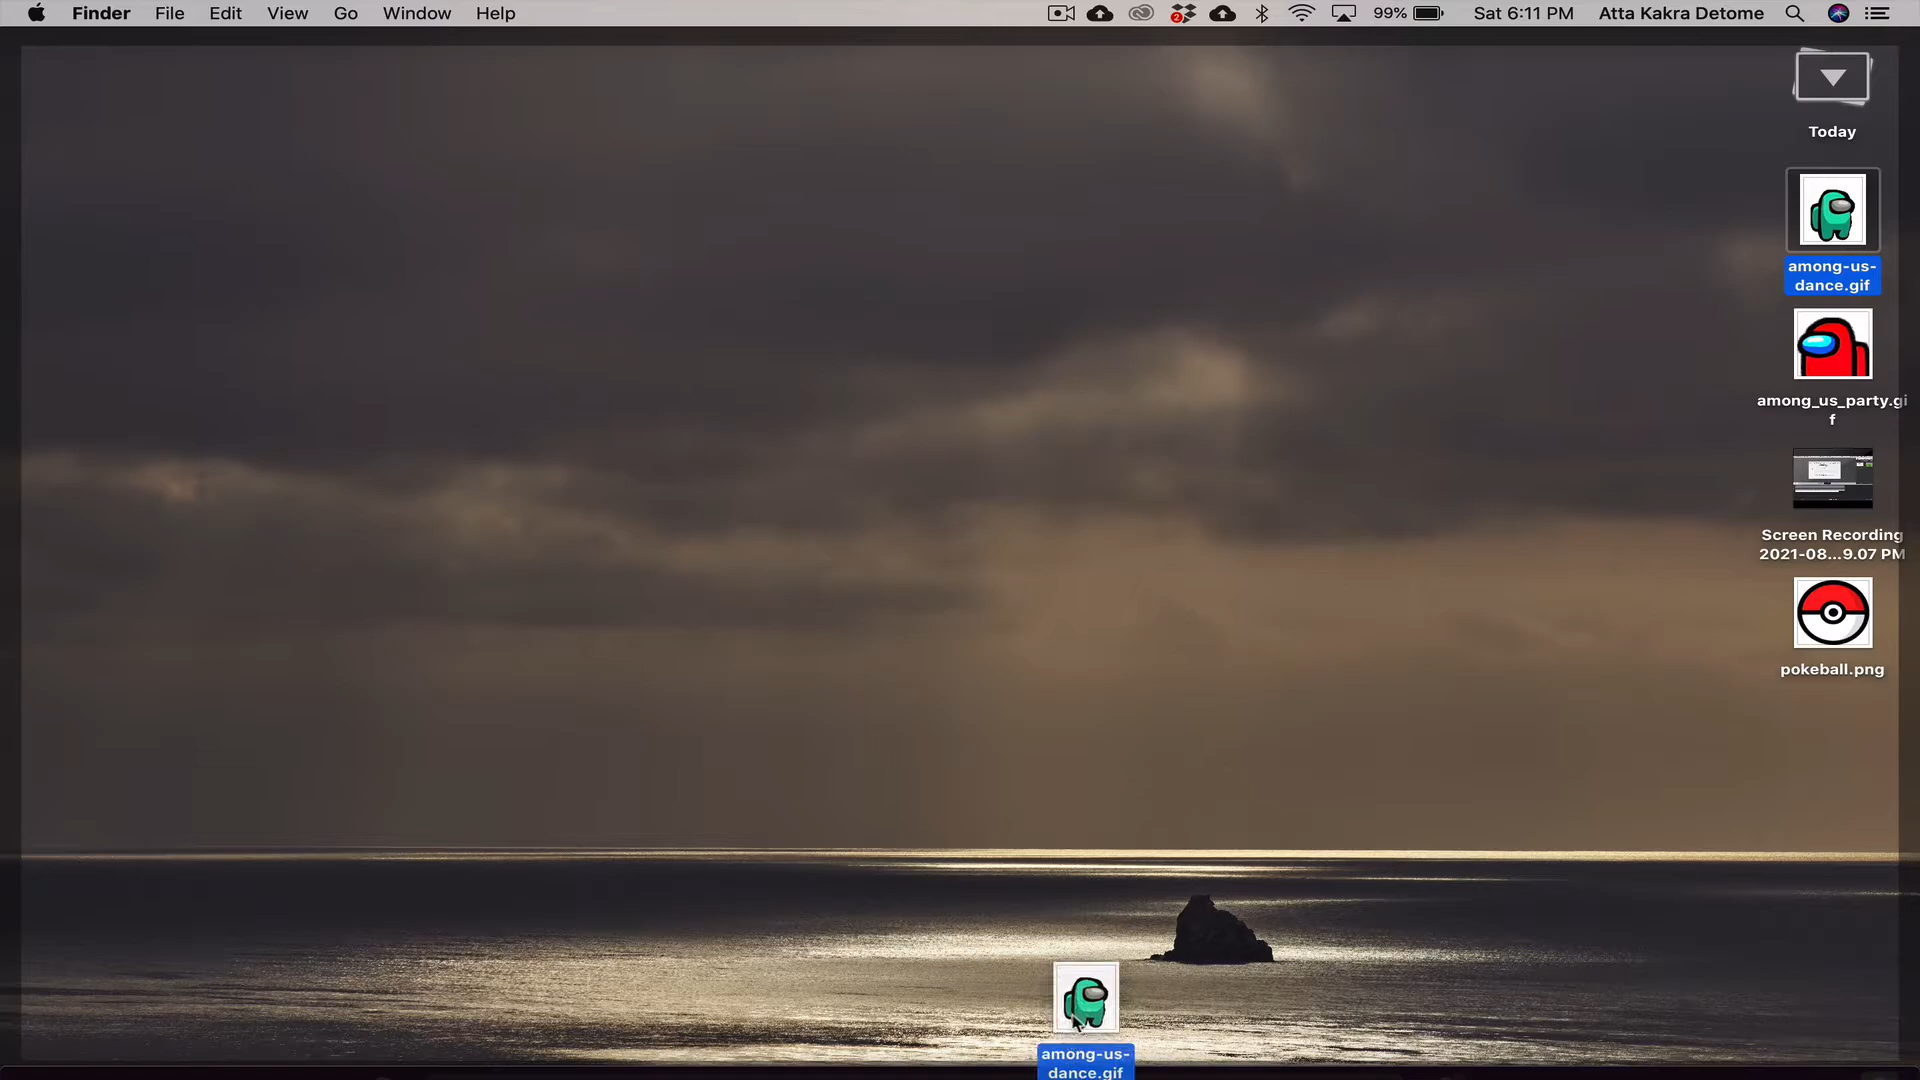 Finder File Edit View Go Window Help 2 99% Sat 6:11 PM Atta Kakra Detome
Today
among-us-
dance.gif
among_us_party.gi
f
Screen Recording
2021-08...9.07 PM
pokeball.png
among-us-
dance.gif